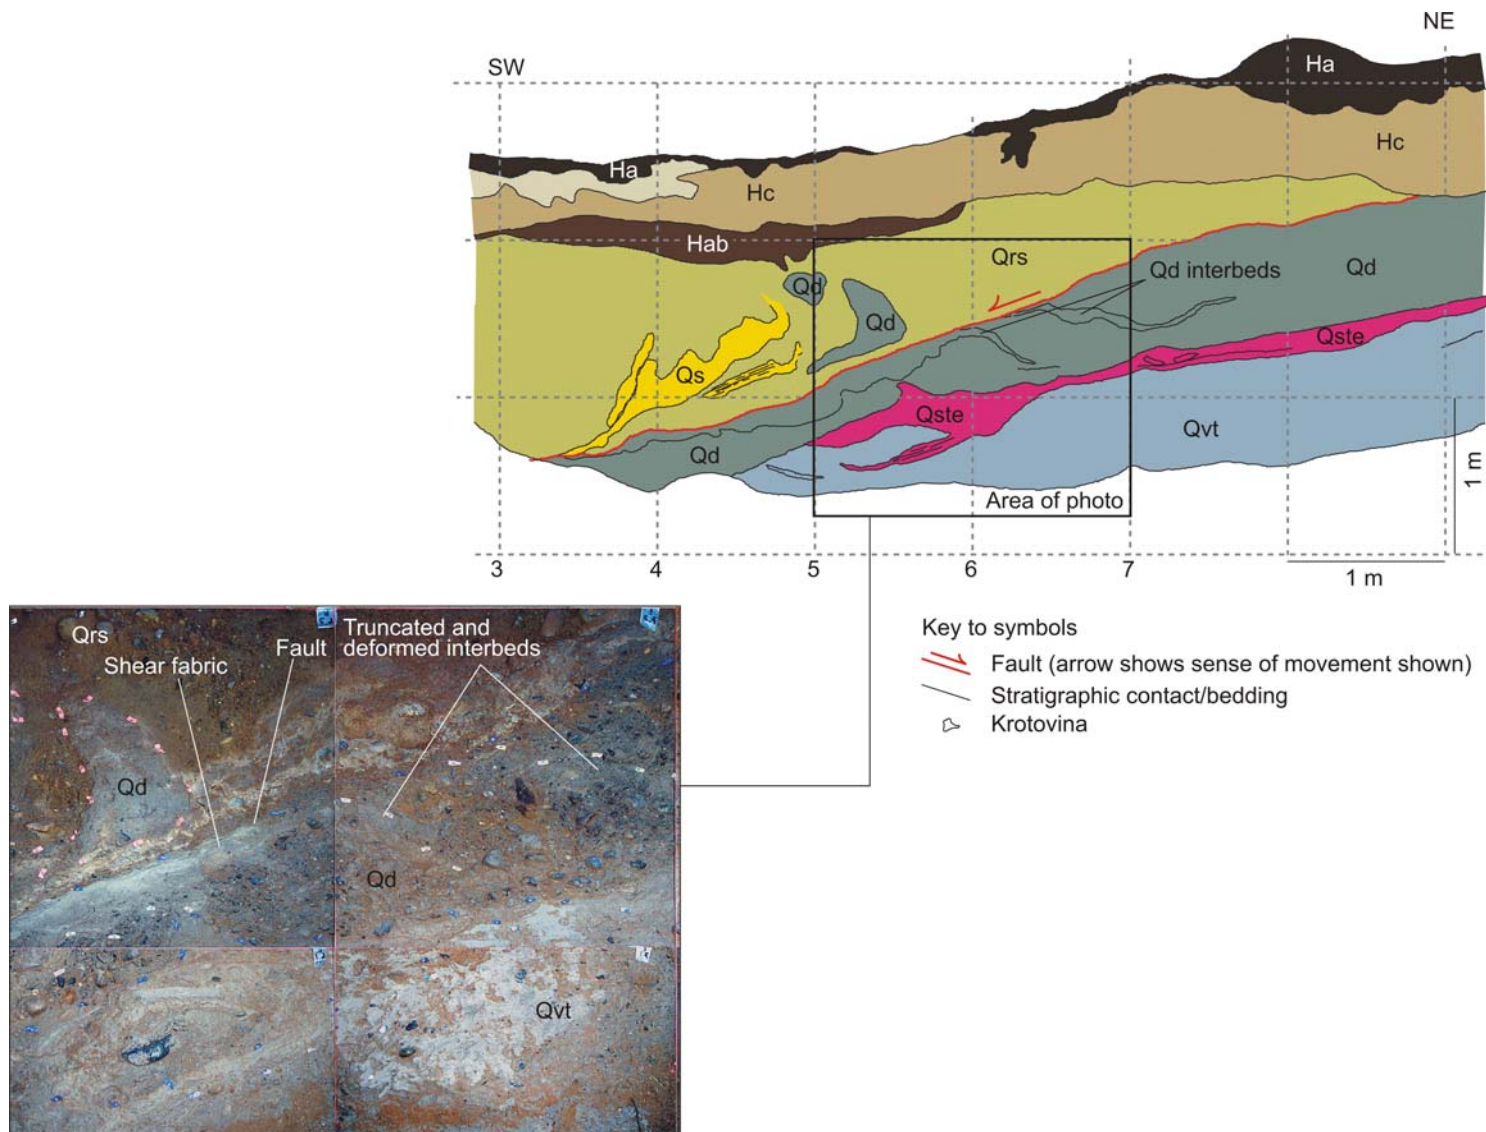 NE
SW
Ha
Ha
Hc
Hc
Hab
Qrs
Qd interbeds
Qd
Qd
Qd
Qs
Qste
Qste
Qvt
Qd
Area of photo
1 m
3
4
5
6
7
1 m
Key to symbols
Fault (arrow shows sense of movement shown)
Stratigraphic contact/bedding
Krotovina
Qrs
Shear fabric
Fault
Truncated and
deformed interbeds
Qd
Qd
Qvt